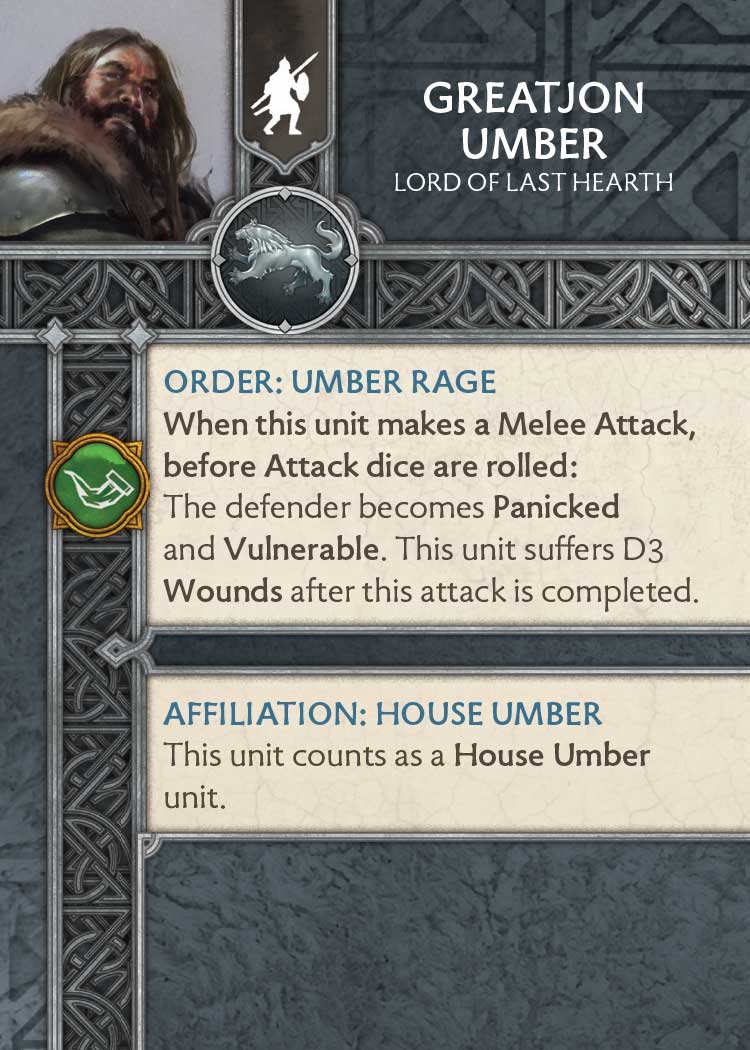 GREATJON
UMBER
LORD OF LAST HEARTH
ORDER: UMBER RAGE
When this unit makes a Melee Attack,
before Attack dice are rolled:
The defender becomes Panicked
and Vulnerable. This unit suffers D3
Wounds after this attack is completed.
AFFILIATION: HOUSE UMBER
This unit counts as a House Umber
unit.